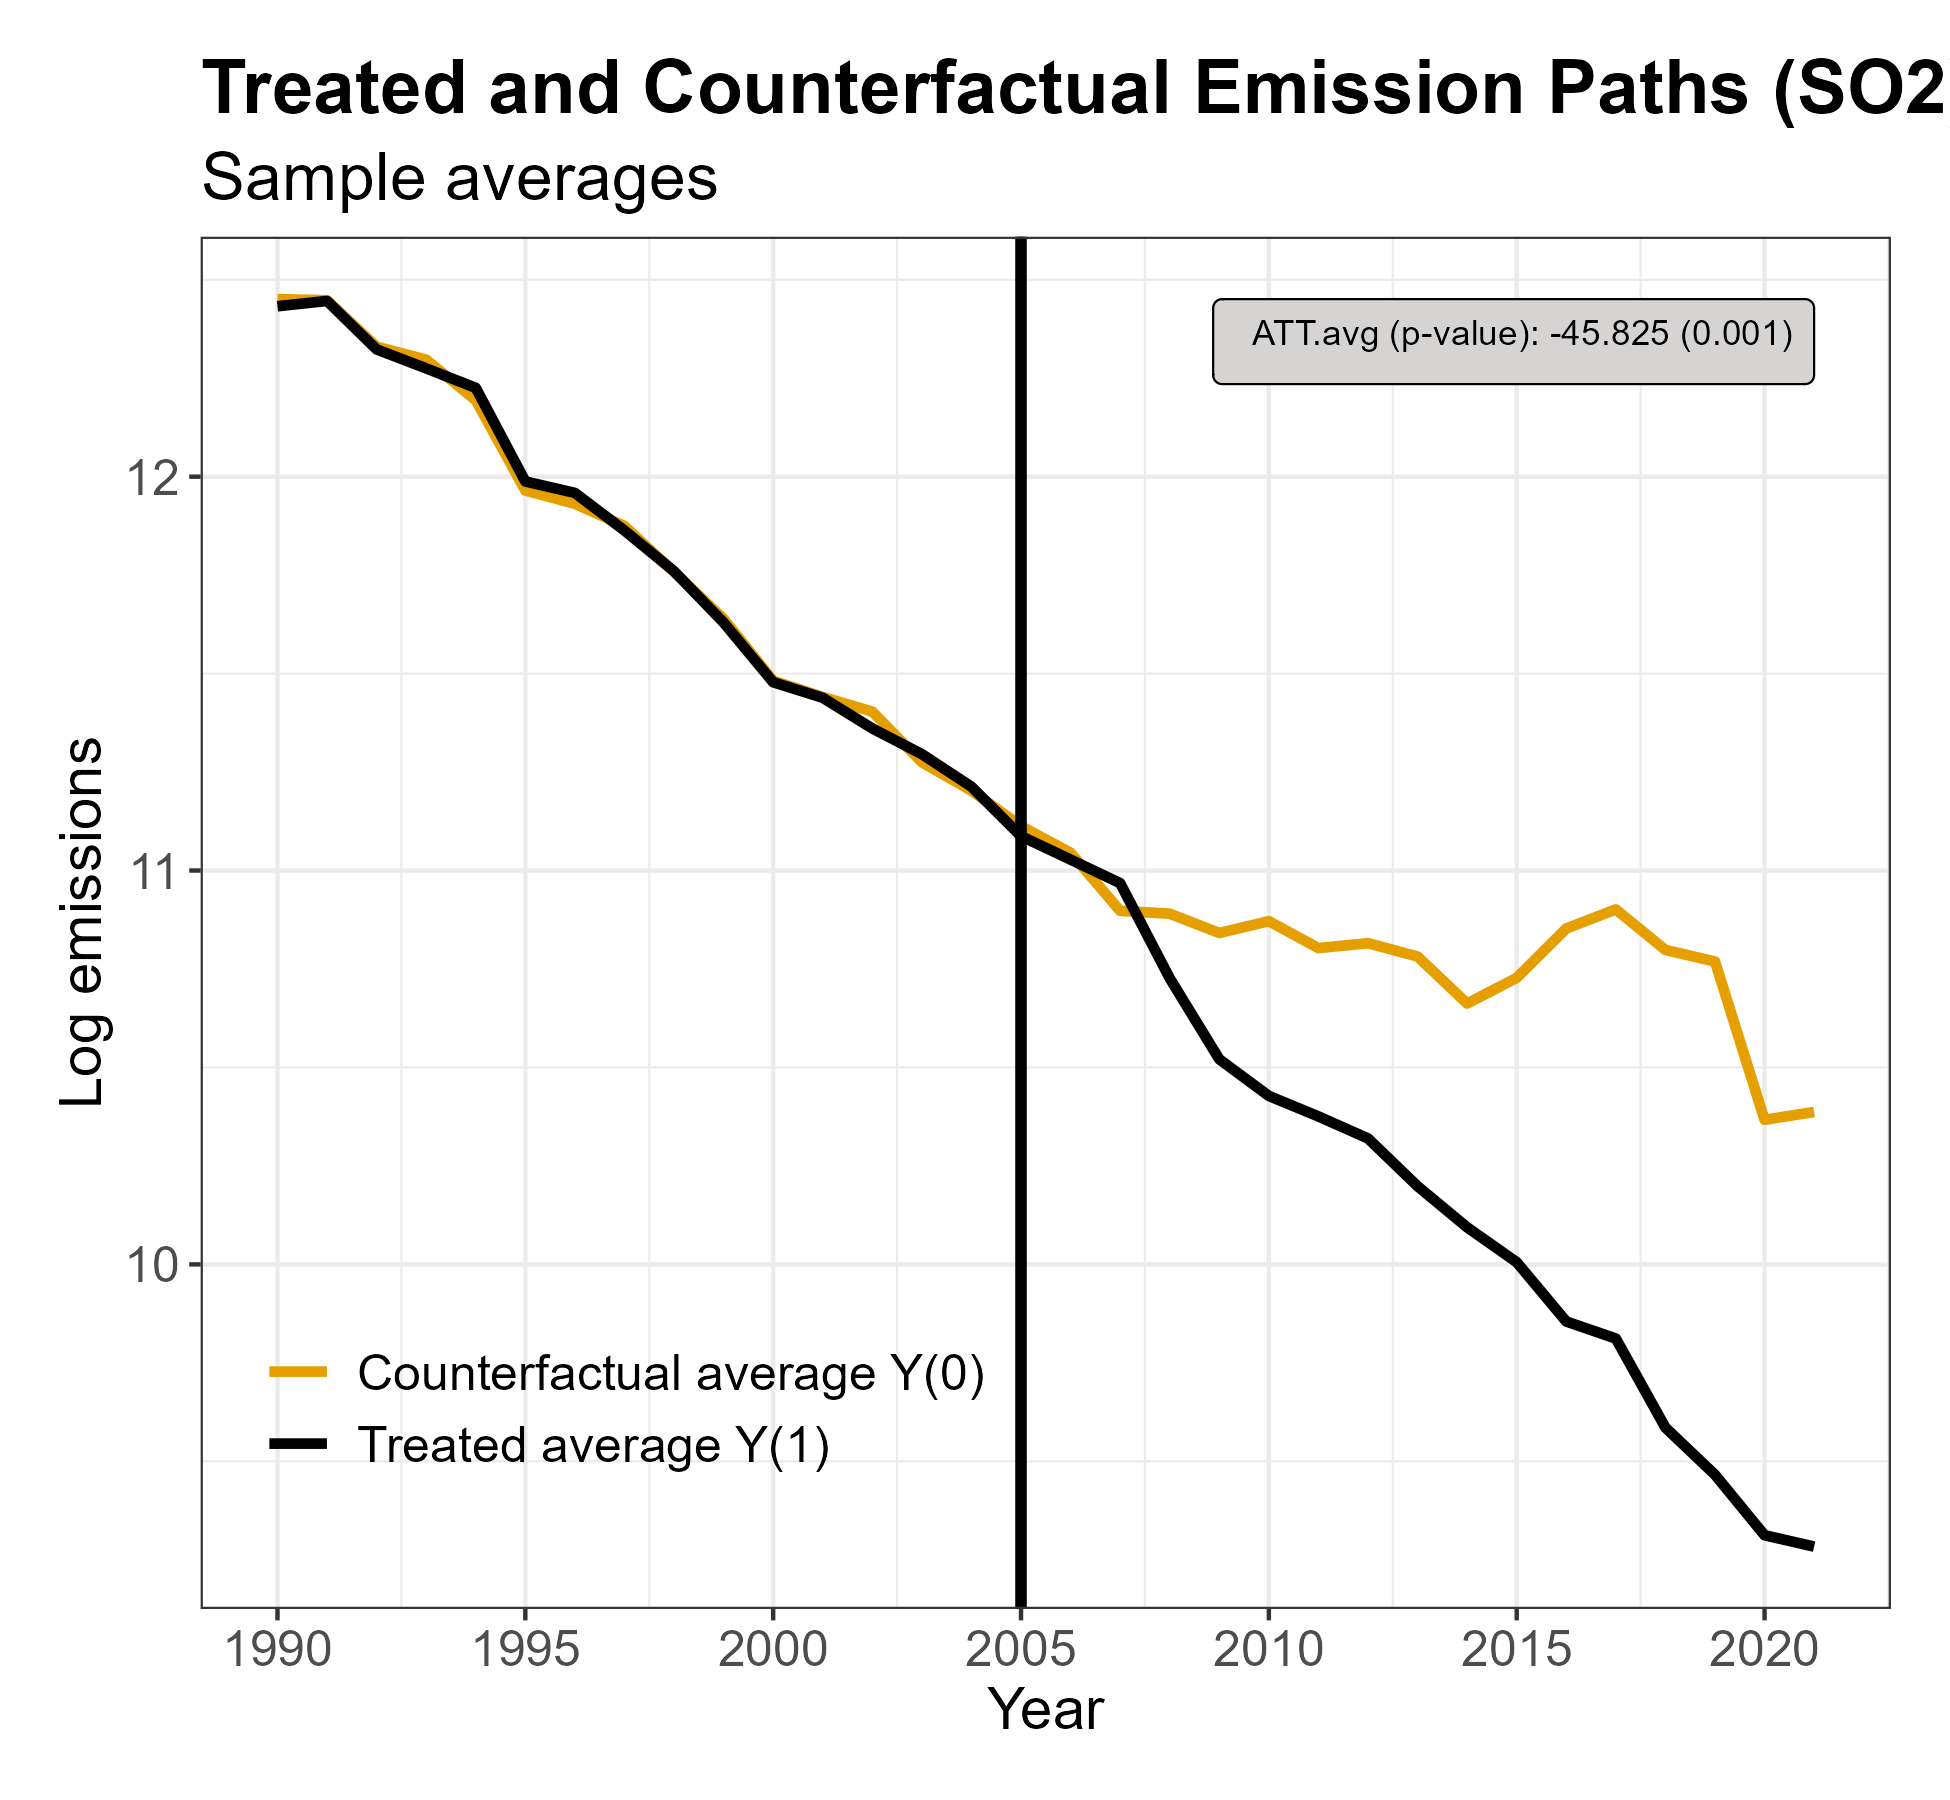 Treated and Counterfactual Emission Paths (SO2
Sample averages
ATT.avg (p-value): -45.825 (0.001)
12
11
10
Log emissions
Counterfactual average Y(0)
Treated average Y(1)
1990 1995 2000 2005 2010 2015 2020
Year